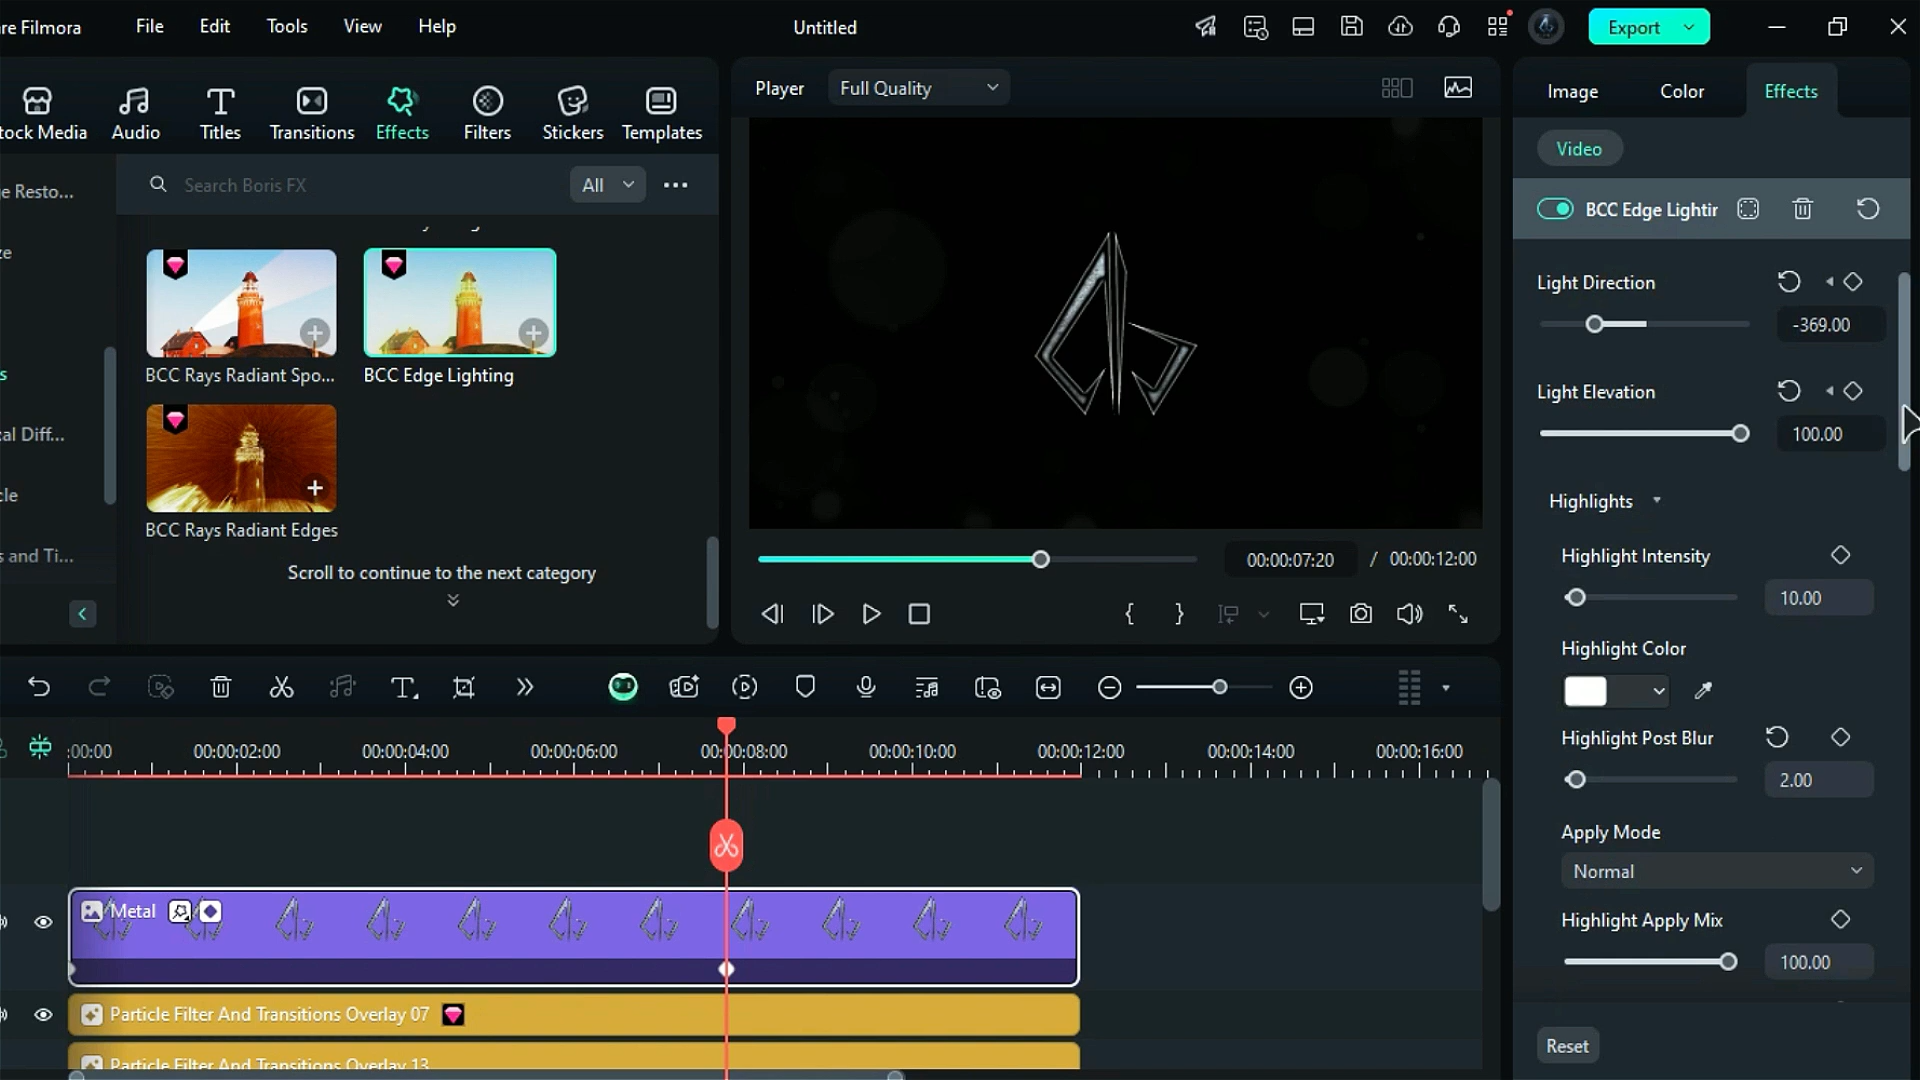 re Filmora
File
Edit
Tools
View
Help
Untitled
Export
tock Media
Audio
Titles
Transitions
Effects
Filters
Stickers
Templates
e Resto...
ze
s
cal Diff...
cle
s and Ti...
Search Boris FX
All
BCC Rays Radiant Spo...
BCC Edge Lighting
BCC Rays Radiant Edges
Scroll to continue to the next category
Player
Full Quality
00:00:07:20 / 00:00:12:00
{ }
Image
Color
Effects
Video
BCC Edge Lightir
Light Direction
-369.00
Light Elevation
100.00
Highlights
Highlight Intensity
10.00
Highlight Color
Highlight Post Blur
2.00
Apply Mode
Normal
Highlight Apply Mix
100.00
Reset
:00:00
00:00:02:00
00:00:04:00
00:00:06:00
00:00:08:00
00:00:10:00
00:00:12:00
00:00:14:00
00:00:16:00
Metal
Particle Filter And Transitions Overlay 07
Particle Filter And Transitions Overlay 13